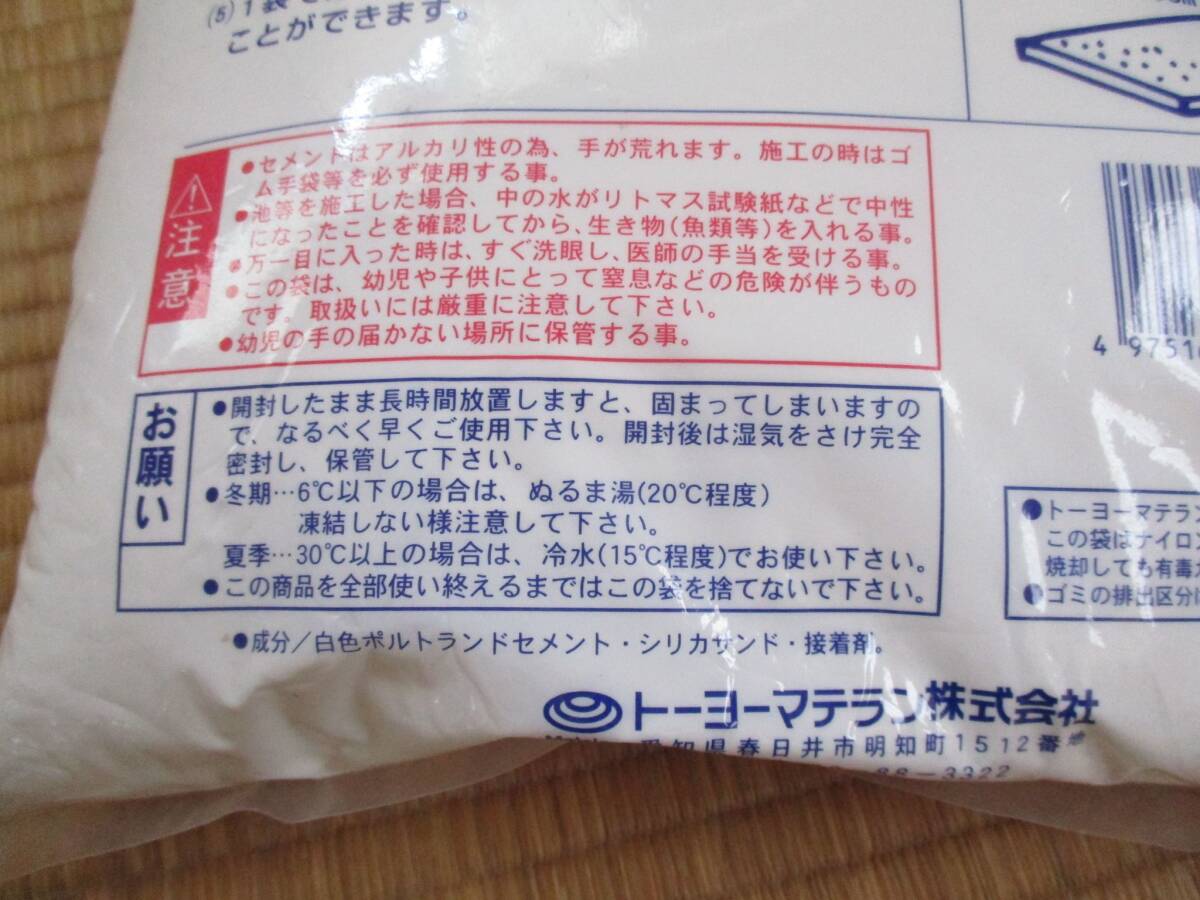 (5)1袋で
ことができます。
注意
●セメントはアルカリ性の為、手が荒れます。施工の時はゴ
ム手袋等を必ず使用する事。
●池等を施工した場合、中の水がリトマス試験紙などで中性
になったことを確認してから、生き物(魚類等)を入れる事。
●万一目に入った時は、すぐ洗眼し、医師の手当を受ける事。
●この袋は、幼児や子供にとって窒息などの危険が伴うもの
です。取扱いには厳重に注意して下さい。
●幼児の手の届かない場所に保管する事。
4 9751
お願い
●開封したまま長時間放置しますと、固まってしまいますの
で、なるべく早くご使用下さい。開封後は湿気をさけ完全
密封し、保管して下さい。
●冬期…6℃以下の場合は、ぬるま湯(20℃程度)
凍結しない様注意して下さい。
夏季…30℃以上の場合は、冷水(15℃程度)でお使い下さい。
●この商品を全部使い終えるまではこの袋を捨てないで下さい。
●トーヨーマテラン
この袋はナイロン
焼却しても有毒
●ゴミの排出区分
●成分/白色ポルトランドセメント・シリカサンド・接着剤。
トーヨーマテラン株式会社
愛知県春日井市明知町1512番地
88-3322